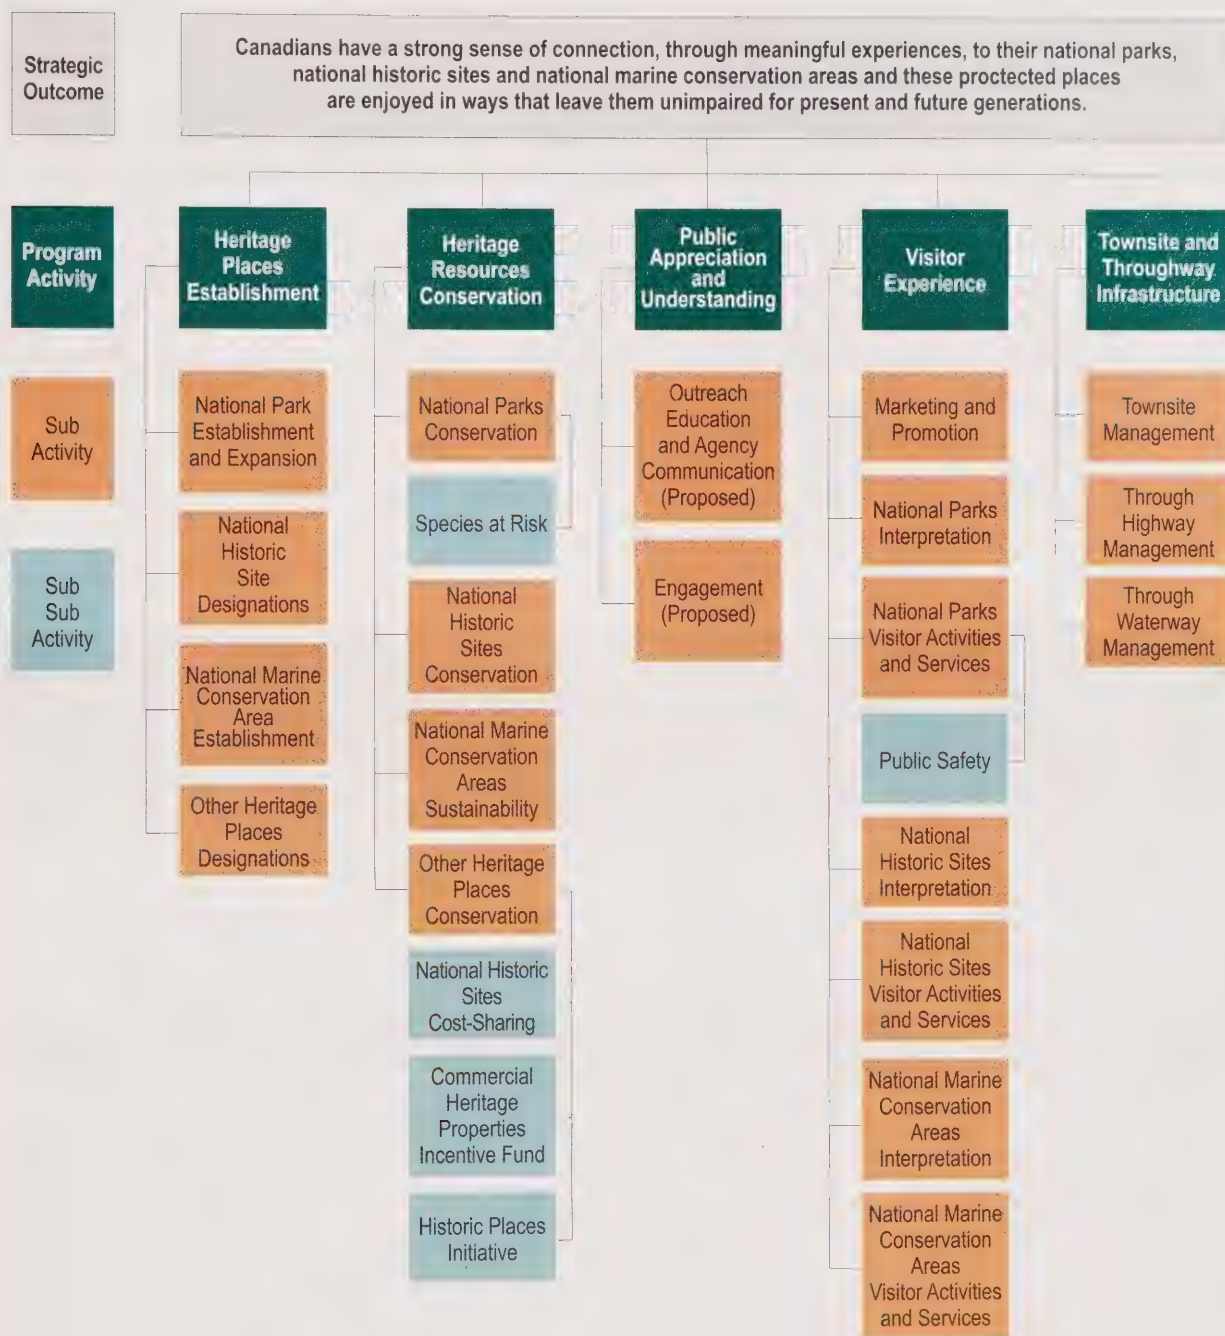 Strategic
Outcome
Canadians have a strong sense of connection, through meaningful experiences, to their national parks,
national historic sites and national marine conservation areas and these proctected places
are enjoyed in ways that leave them unimpaired for present and future generations.
Program
Activity
Sub
Activity
Sub
Sub
Activity
Heritage
Places
Establishment
National Park
Establishment
and Expansion
National
Historic
Site
Designations
National Marine
Conservation
Area
Establishment
Other Heritage
Places
Designations
Heritage
Resources
Conservation
National Parks
Conservation
Species at Risk
National
Historic
Sites
Conservation
National Marine
Conservation
Areas
Sustainability
Other Heritage
Places
Conservation
National Historic
Sites
Cost-Sharing
Commercial
Heritage
Properties
Incentive Fund
Historic Places
Initiative
Public
Appreciation
and
Understanding
Outreach
Education
and Agency
Communication
(Proposed)
Engagement
(Proposed)
Visitor
Experience
Marketing and
Promotion
National Parks
Interpretation
National Parks
Visitor Activities
and Services
Public Safety
National
Historic Sites
Interpretation
National
Historic Sites
Visitor Activities
and Services
National Marine
Conservation
Areas
Interpretation
National Marine
Conservation
Areas
Visitor Activities
and Services
Townsite and
Throughway
Infrastructure
Townsite
Management
Through
Highway
Management
Through
Waterway
Management